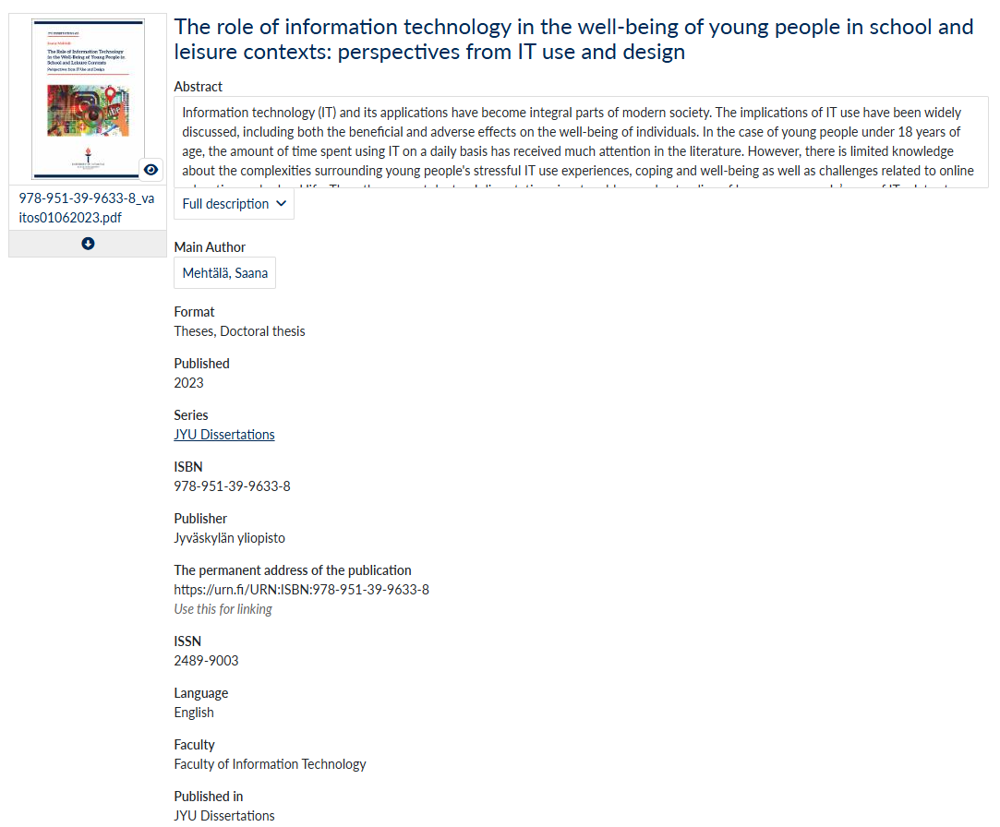 JYU DISSERTATIONS
Saana Mehtälä
The Role of Information Technology
in the Well-Being of Young People in
School and Leisure Contexts
Perspectives from IT Use and Design
978-951-39-9633-8_va
itos01062023.pdf
The role of information technology in the well-being of young people in school and
leisure contexts: perspectives from IT use and design
Abstract
Information technology (IT) and its applications have become integral parts of modern society. The implications of IT use have been widely
discussed, including both the beneficial and adverse effects on the well-being of individuals. In the case of young people under 18 years of
age, the amount of time spent using IT on a daily basis has received much attention in the literature. However, there is limited knowledge
about the complexities surrounding young people's stressful IT use experiences, coping and well-being as well as challenges related to online
Full description
Main Author
Mehtälä, Saana
Format
Theses, Doctoral thesis
Published
2023
Series
JYU Dissertations
ISBN
978-951-39-9633-8
Publisher
Jyväskylän yliopisto
The permanent address of the publication
https://urn.fi/URN:ISBN:978-951-39-9633-8
Use this for linking
ISSN
2489-9003
Language
English
Faculty
Faculty of Information Technology
Published in
JYU Dissertations